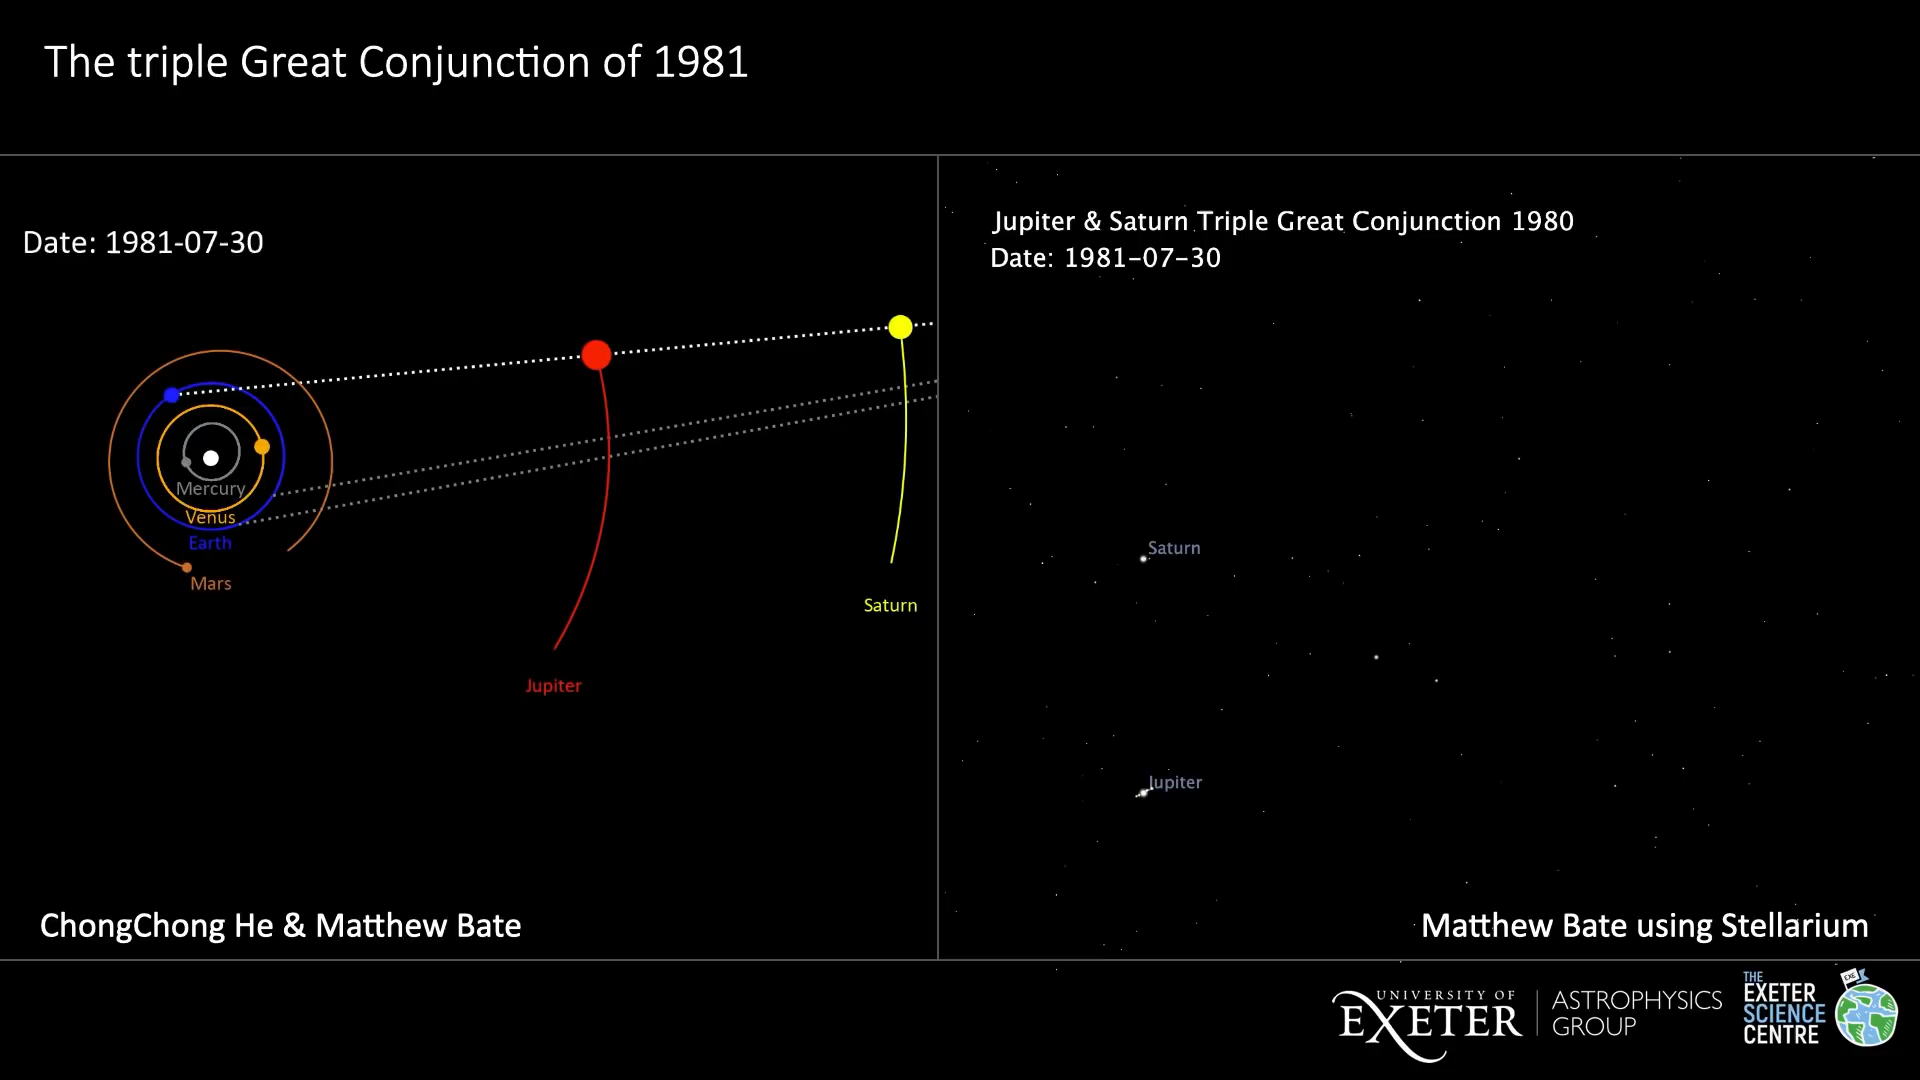 The triple Great Conjunction of 1981
Date: 1981-07-30
Mercury
Venus
Earth
Mars
Jupiter
Saturn
ChongChong He & Matthew Bate
Jupiter & Saturn Triple Great Conjunction 1980
Date: 1981-07-30
Saturn
Jupiter
Matthew Bate using Stellarium
UNIVERSITY OF
EXETER
ASTROPHYSICS
GROUP
THE
EXETER
SCIENCE
CENTRE
EXE